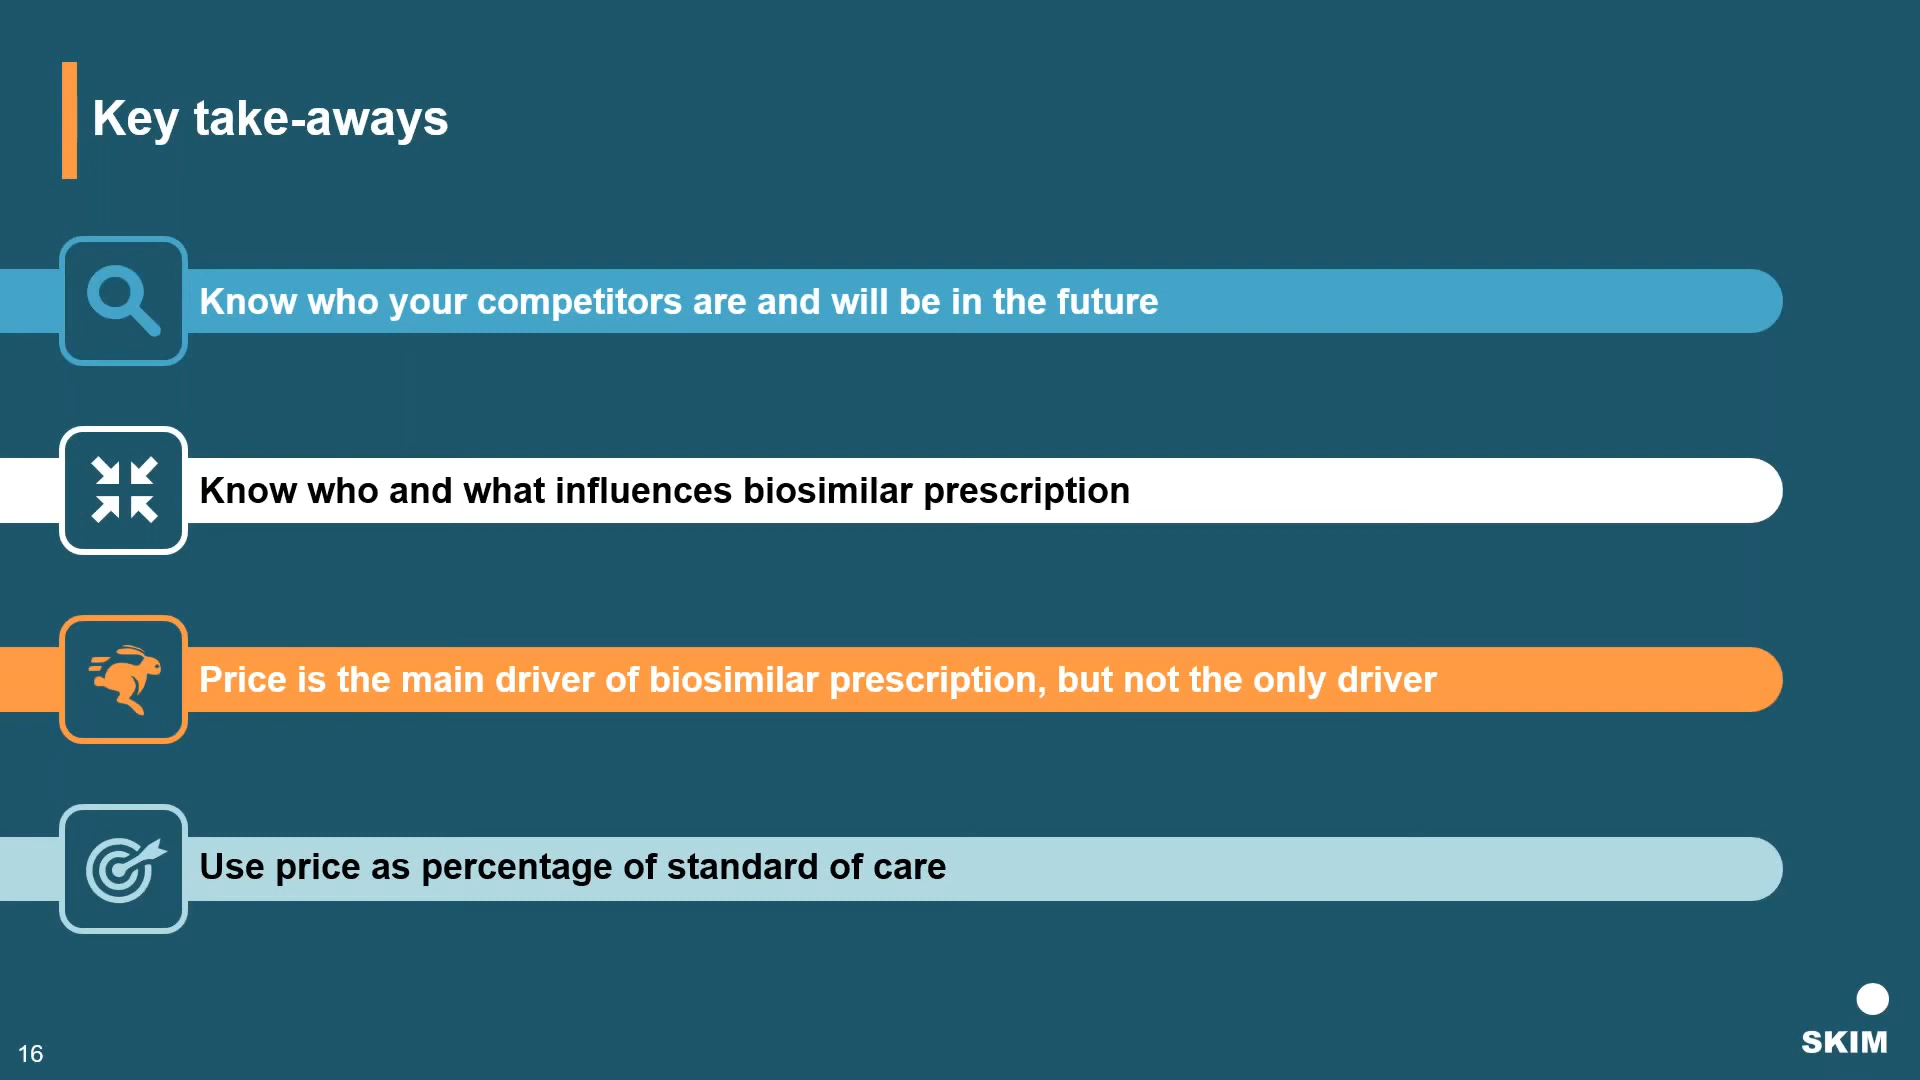 Key take-aways
Know who your competitors are and will be in the future
Know who and what influences biosimilar prescription
Price is the main driver of biosimilar prescription, but not the only driver
Use price as percentage of standard of care
16
SKIM